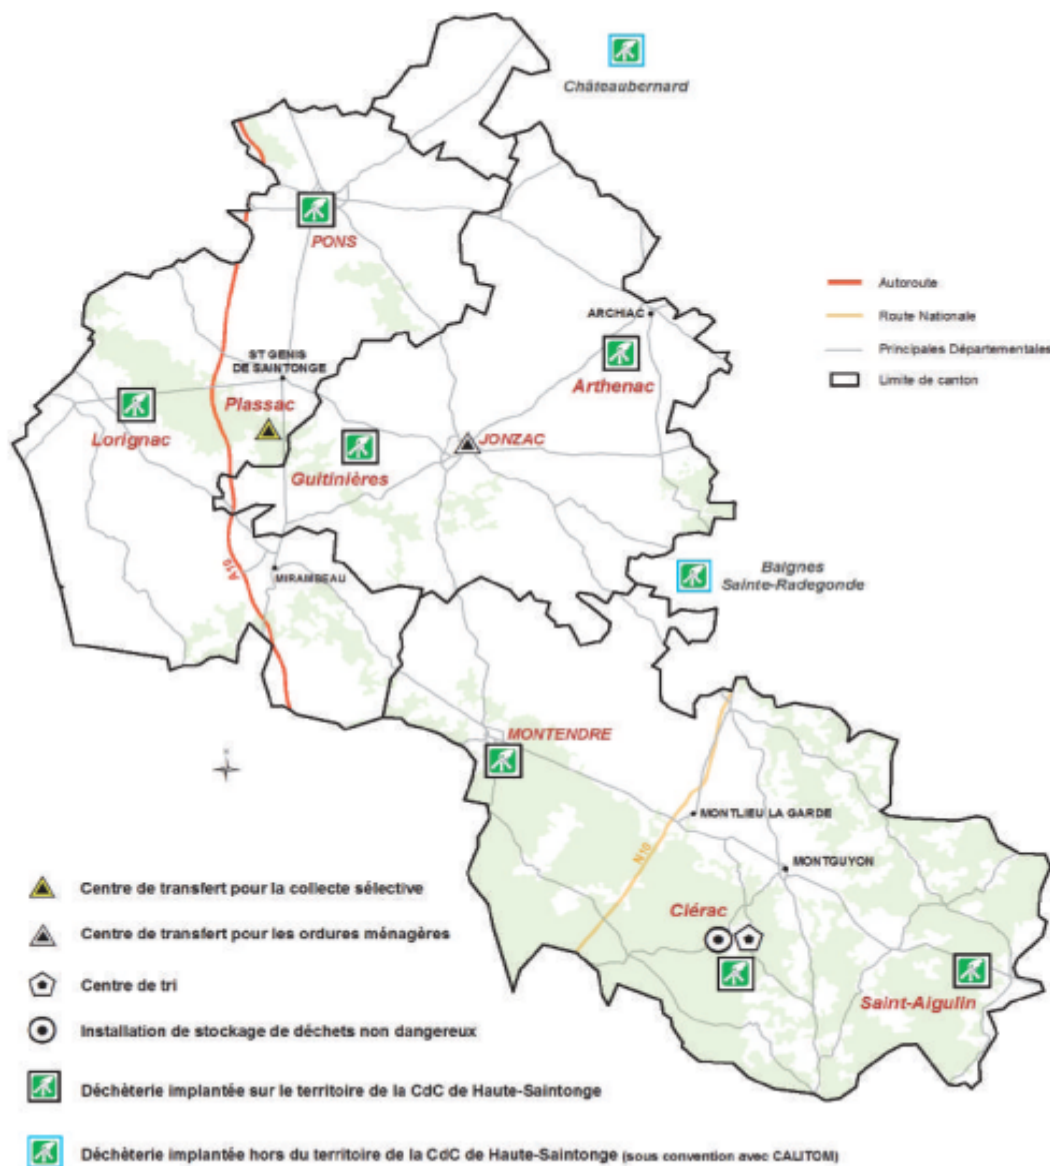 Châteaubernard
PONS
Autoroute
ARCHIAC
Route Nationale
Principales Départementales
ST GENIS
DE SAINTONGE
Arthenac
Limite de canton
Plassac
Lorignac
JONZAC
Guitinières
A10
MIRAMBEAU
Baignes
Sainte-Radegonde
MONTENDRE
MONTLIEU LA GARDE
N10
MONTGUYON
Clérac
Saint-Aigulin
Centre de transfert pour la collecte sélective
Centre de transfert pour les ordures ménagères
Centre de tri
Installation de stockage de déchets non dangereux
Déchèterie implantée sur le territoire de la CdC de Haute-Saintonge
Déchèterie implantée hors du territoire de la CdC de Haute-Saintonge (sous convention avec CALITOM)